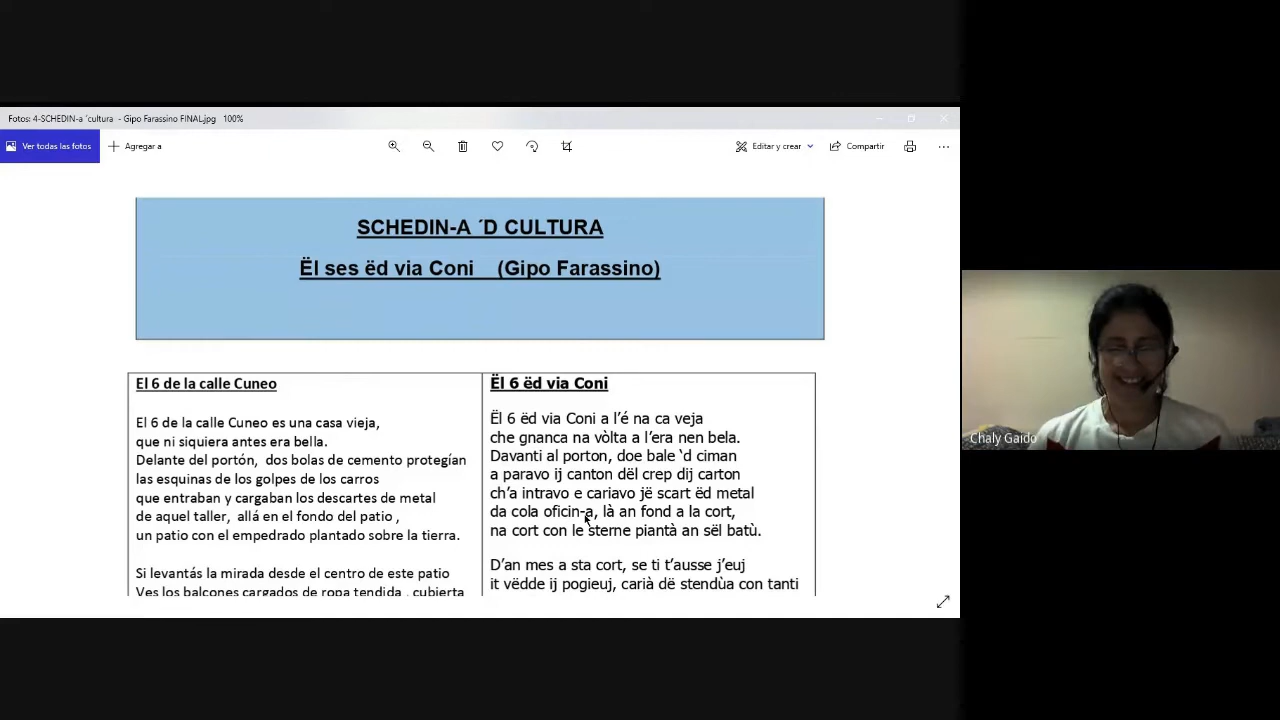 Fotos: 4-SCHEDIN-a ´cultura - Gipo Farassino FINAL.jpg 100%
Ver todas las fotos
Agregar a
Editar y crear
Compartir
SCHEDIN-A ´D CULTURA
Ël ses ëd via Coni (Gipo Farassino)
El 6 de la calle Cuneo
El 6 de la calle Cuneo es una casa vieja,
que ni siquiera antes era bella.
Delante del portón, dos bolas de cemento protegían
las esquinas de los golpes de los carros
que entraban y cargaban los descartes de metal
de aquel taller, allá en el fondo del patio ,
un patio con el empedrado plantado sobre la tierra.
Si levantás la mirada desde el centro de este patio
Ves los balcones cargados de ropa tendida , cubierta
Ël 6 ëd via Coni
Ël 6 ëd via Coni a l’é na ca veja
che gnanca na vòlta a l’era nen bela.
Davanti al porton, doe bale ‘d ciman
a paravo ij canton dël crep dij carton
ch’a intravo e cariavo jë scart ëd metal
da cola oficin-a, là an fond a la cort,
na cort con le sterne piantà an sël batù.
D’an mes a sta cort, se ti t’ausse j’euj
it vëdde ij pogieuj, carià dë stendùa con tanti
Chaly Gaido